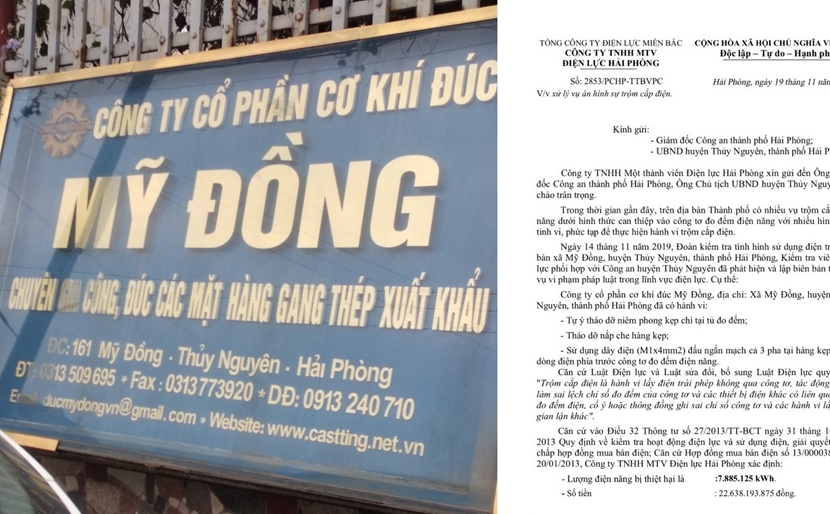 CÔNG TY CỔ PHẦN CƠ KHÍ ĐÚC
MỸ ĐỒNG
CHUYÊN GIA CÔNG, ĐÚC CÁC MẶT HÀNG GANG THÉP XUẤT KHẨU
ĐC: 161 Mỹ Đồng - Thủy Nguyên - Hải Phòng
ĐT: 0313 509 695 * Fax : 0313 773920 * DĐ: 0913 240 710
Email: ducmydongvn@gmail.com * Website: www.castting.net.vn
TỔNG CÔNG TY ĐIỆN LỰC MIỀN BẮC
CÔNG TY TNHH MTV
ĐIỆN LỰC HẢI PHÒNG
Số: 2853/PCHP-TTBVPC
V/v xử lý vụ án hình sự trộm cắp điện.
CỘNG HÒA XÃ HỘI CHỦ NGHĨA VI
Độc lập – Tự do – Hạnh ph
Hải Phòng, ngày 19 tháng 11 năm
Kính gửi:
- Giám đốc Công an thành phố Hải Phòng;
- UBND huyện Thủy Nguyên, thành phố Hải P
Công ty TNHH Một thành viên Điện lực Hải Phòng xin gửi đến Ông
đốc Công an thành phố Hải Phòng, Ông Chủ tịch UBND huyện Thủy Nguy
chào trân trọng.
Trong thời gian gần đây, trên địa bàn Thành phố có nhiều vụ trộm cắ
năng dưới hình thức can thiệp vào công tơ đo đếm điện năng với nhiều hìn
tinh vi, phức tạp để thực hiện hành vi trộm cắp điện.
Ngày 14 tháng 11 năm 2019, Đoàn kiểm tra tình hình sử dụng điện tr
bàn xã Mỹ Đồng, huyện Thủy Nguyên, thành phố Hải Phòng, Kiểm tra viê
lực phối hợp với Công an huyện Thủy Nguyên đã phát hiện và lập biên bản t
vụ vi phạm pháp luật trong lĩnh vực điện lực. Cụ thể:
Công ty cổ phần cơ khí đúc Mỹ Đồng, địa chỉ: Xã Mỹ Đồng, huyện
Nguyên, thành phố Hải Phòng đã có hành vi:
- Tự ý tháo dỡ niêm phong kẹp chì tại tủ đo đếm;
- Tháo dỡ nắp che hàng kẹp;
- Sử dụng dây điện (M1x4mm2) đấu ngắn mạch cả 3 pha tại hàng kẹp
dòng điện phía trước công tơ đo đếm điện năng.
Căn cứ Luật Điện lực và Luật sửa đổi, bổ sung Luật Điện lực quy
"Trộm cắp điện là hành vi lấy điện trái phép không qua công tơ, tác động
làm sai lệch chỉ số đo đếm của công tơ và các thiết bị điện khác có liên qua
đo đếm điện, cố ý hoặc thông đồng ghi sai chỉ số công tơ và các hành vi lấ
gian lận khác".
Căn cứ vào Điều 32 Thông tư số 27/2013/TT-BCT ngày 31 tháng 1
2013 Quy định về kiểm tra hoạt động điện lực và sử dụng điện, giải quyết
chấp hợp đồng mua bán điện; Căn cứ Hợp đồng mua bán điện số 13/000038
20/01/2013, Công ty TNHH MTV Điện lực Hải Phòng xác định:
- Lượng điện năng bị thiệt hại là :7.885.125 kWh.
- Số tiền : 22.638.193.875 đồng.